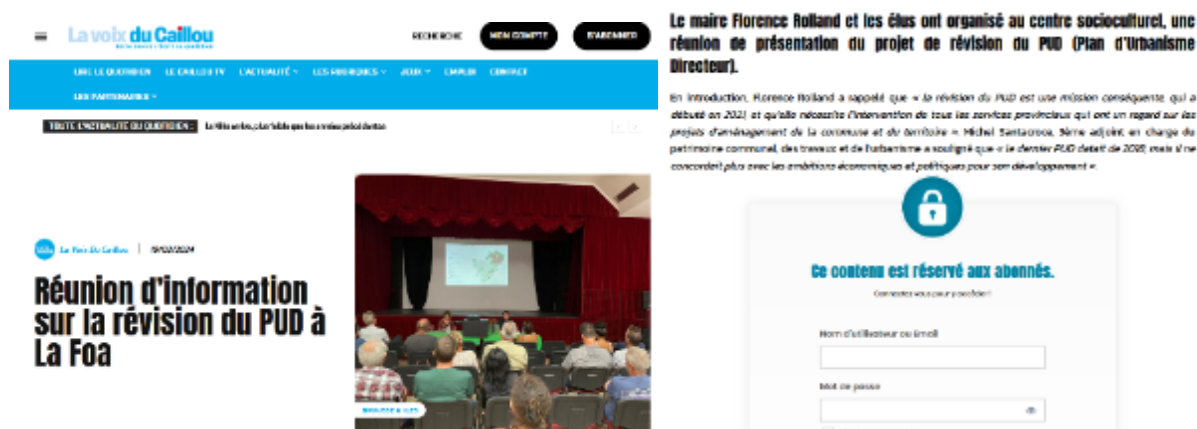 La voix du Caillou
RECHERCHE
MON COMPTE
S'ABONNER
LIRE LE QUOTIDIEN LE CAILLOU TV L'ACTUALITÉ LES RUBRIQUES JEUX EMPLOI CONTACT
LES PARTENAIRES
TOUTE L'ACTUALITÉ DU QUOTIDIEN :
La Voix Du Caillou | 19/02/2024
Réunion d'information
sur la révision du PUD à
La Foa
BROUSSE & ILES
Le maire Florence Rolland et les élus ont organisé au centre socioculturel, une
réunion de présentation du projet de révision du PUD (Plan d'Urbanisme
Directeur).
En introduction, Florence Rolland a rappelé que « la révision du PUD est une mission conséquente, qui a
débuté en 2021, et qu'elle nécessite l'intervention de tous les services provinciaux qui ont un regard sur les
projets d'aménagement de la commune et du territoire ». Michel Santacroce, 3ème adjoint en charge du
patrimoine communal, des travaux et de l'urbanisme a souligné que « le dernier PUD datait de 2018, mais il ne
concordait plus avec les ambitions économiques et politiques pour son développement ».
Ce contenu est réservé aux abonnés.
Connectez vous pour y accéder !
Nom d'utilisateur ou Email
Mot de passe